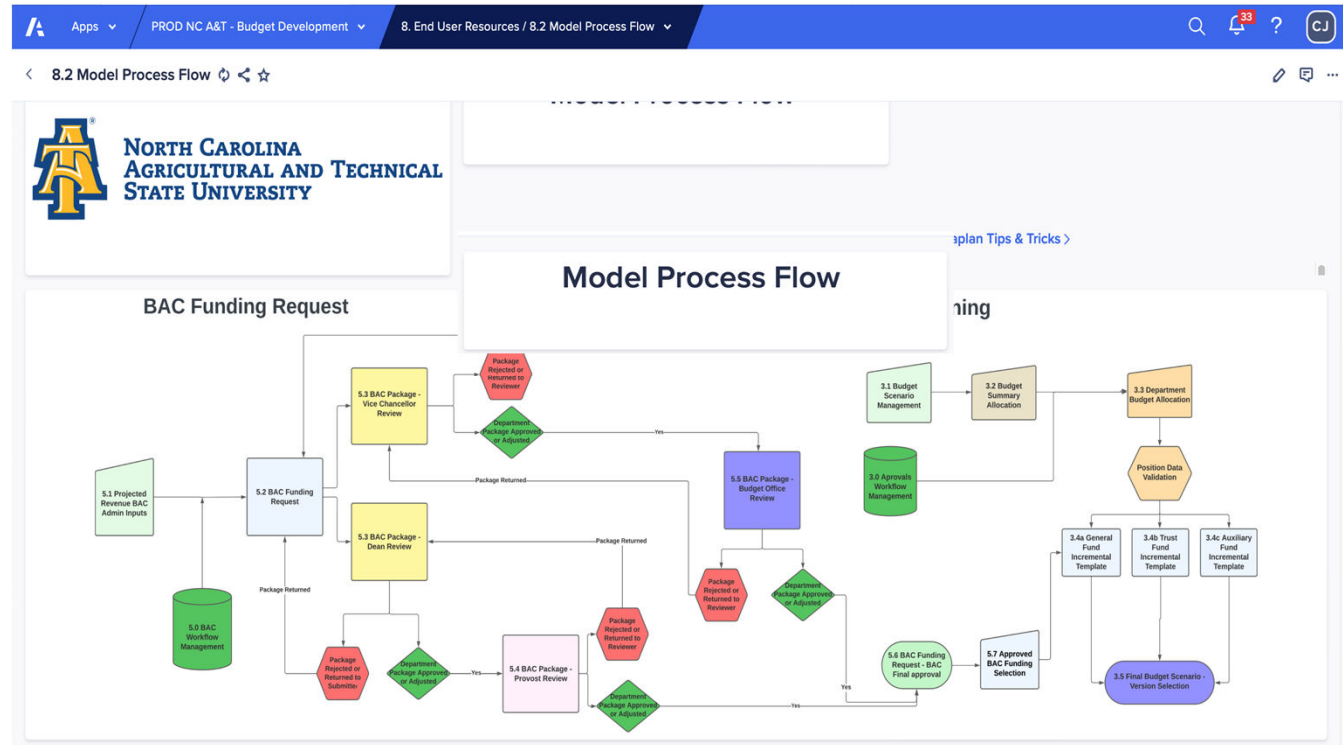 Apps
PROD NC A&T - Budget Development
8. End User Resources / 8.2 Model Process Flow
33
?
CJ
8.2 Model Process Flow
Model Process Flow
NORTH CAROLINA
AGRICULTURAL AND TECHNICAL
STATE UNIVERSITY
®
aplan Tips & Tricks >
Model Process Flow
BAC Funding Request
ning
5.1 Projected
Revenue BAC
Admin Inputs
5.0 BAC
Workflow
Management
5.2 BAC Funding
Request
Package Returned
5.3 BAC Package -
Vice Chancellor
Review
Package
Rejected or
Returned to
Reviewer
Department
Package Approved
or Adjusted
Yes
Package Returned
5.3 BAC Package -
Dean Review
Package Returned
Package
Rejected or
Returned to
Submitter
Department
Package Approved
or Adjusted
Yes
5.4 BAC Package -
Provost Review
Package
Rejected or
Returned to
Reviewer
Department
Package Approved
or Adjusted
Yes
5.5 BAC Package -
Budget Office
Review
Package
Rejected or
Returned to
Reviewer
Department
Package Approved
or Adjusted
Yes
5.6 BAC Funding
Request - BAC
Final approval
5.7 Approved
BAC Funding
Selection
3.1 Budget
Scenario
Management
3.2 Budget
Summary
Allocation
3.3 Department
Budget Allocation
3.0 Aprovals
Workflow
Management
Position Data
Validation
3.4a General
Fund
Incremental
Template
3.4b Trust
Fund
Incremental
Template
3.4c Auxiliary
Fund
Incremental
Template
3.5 Final Budget Scenario -
Version Selection